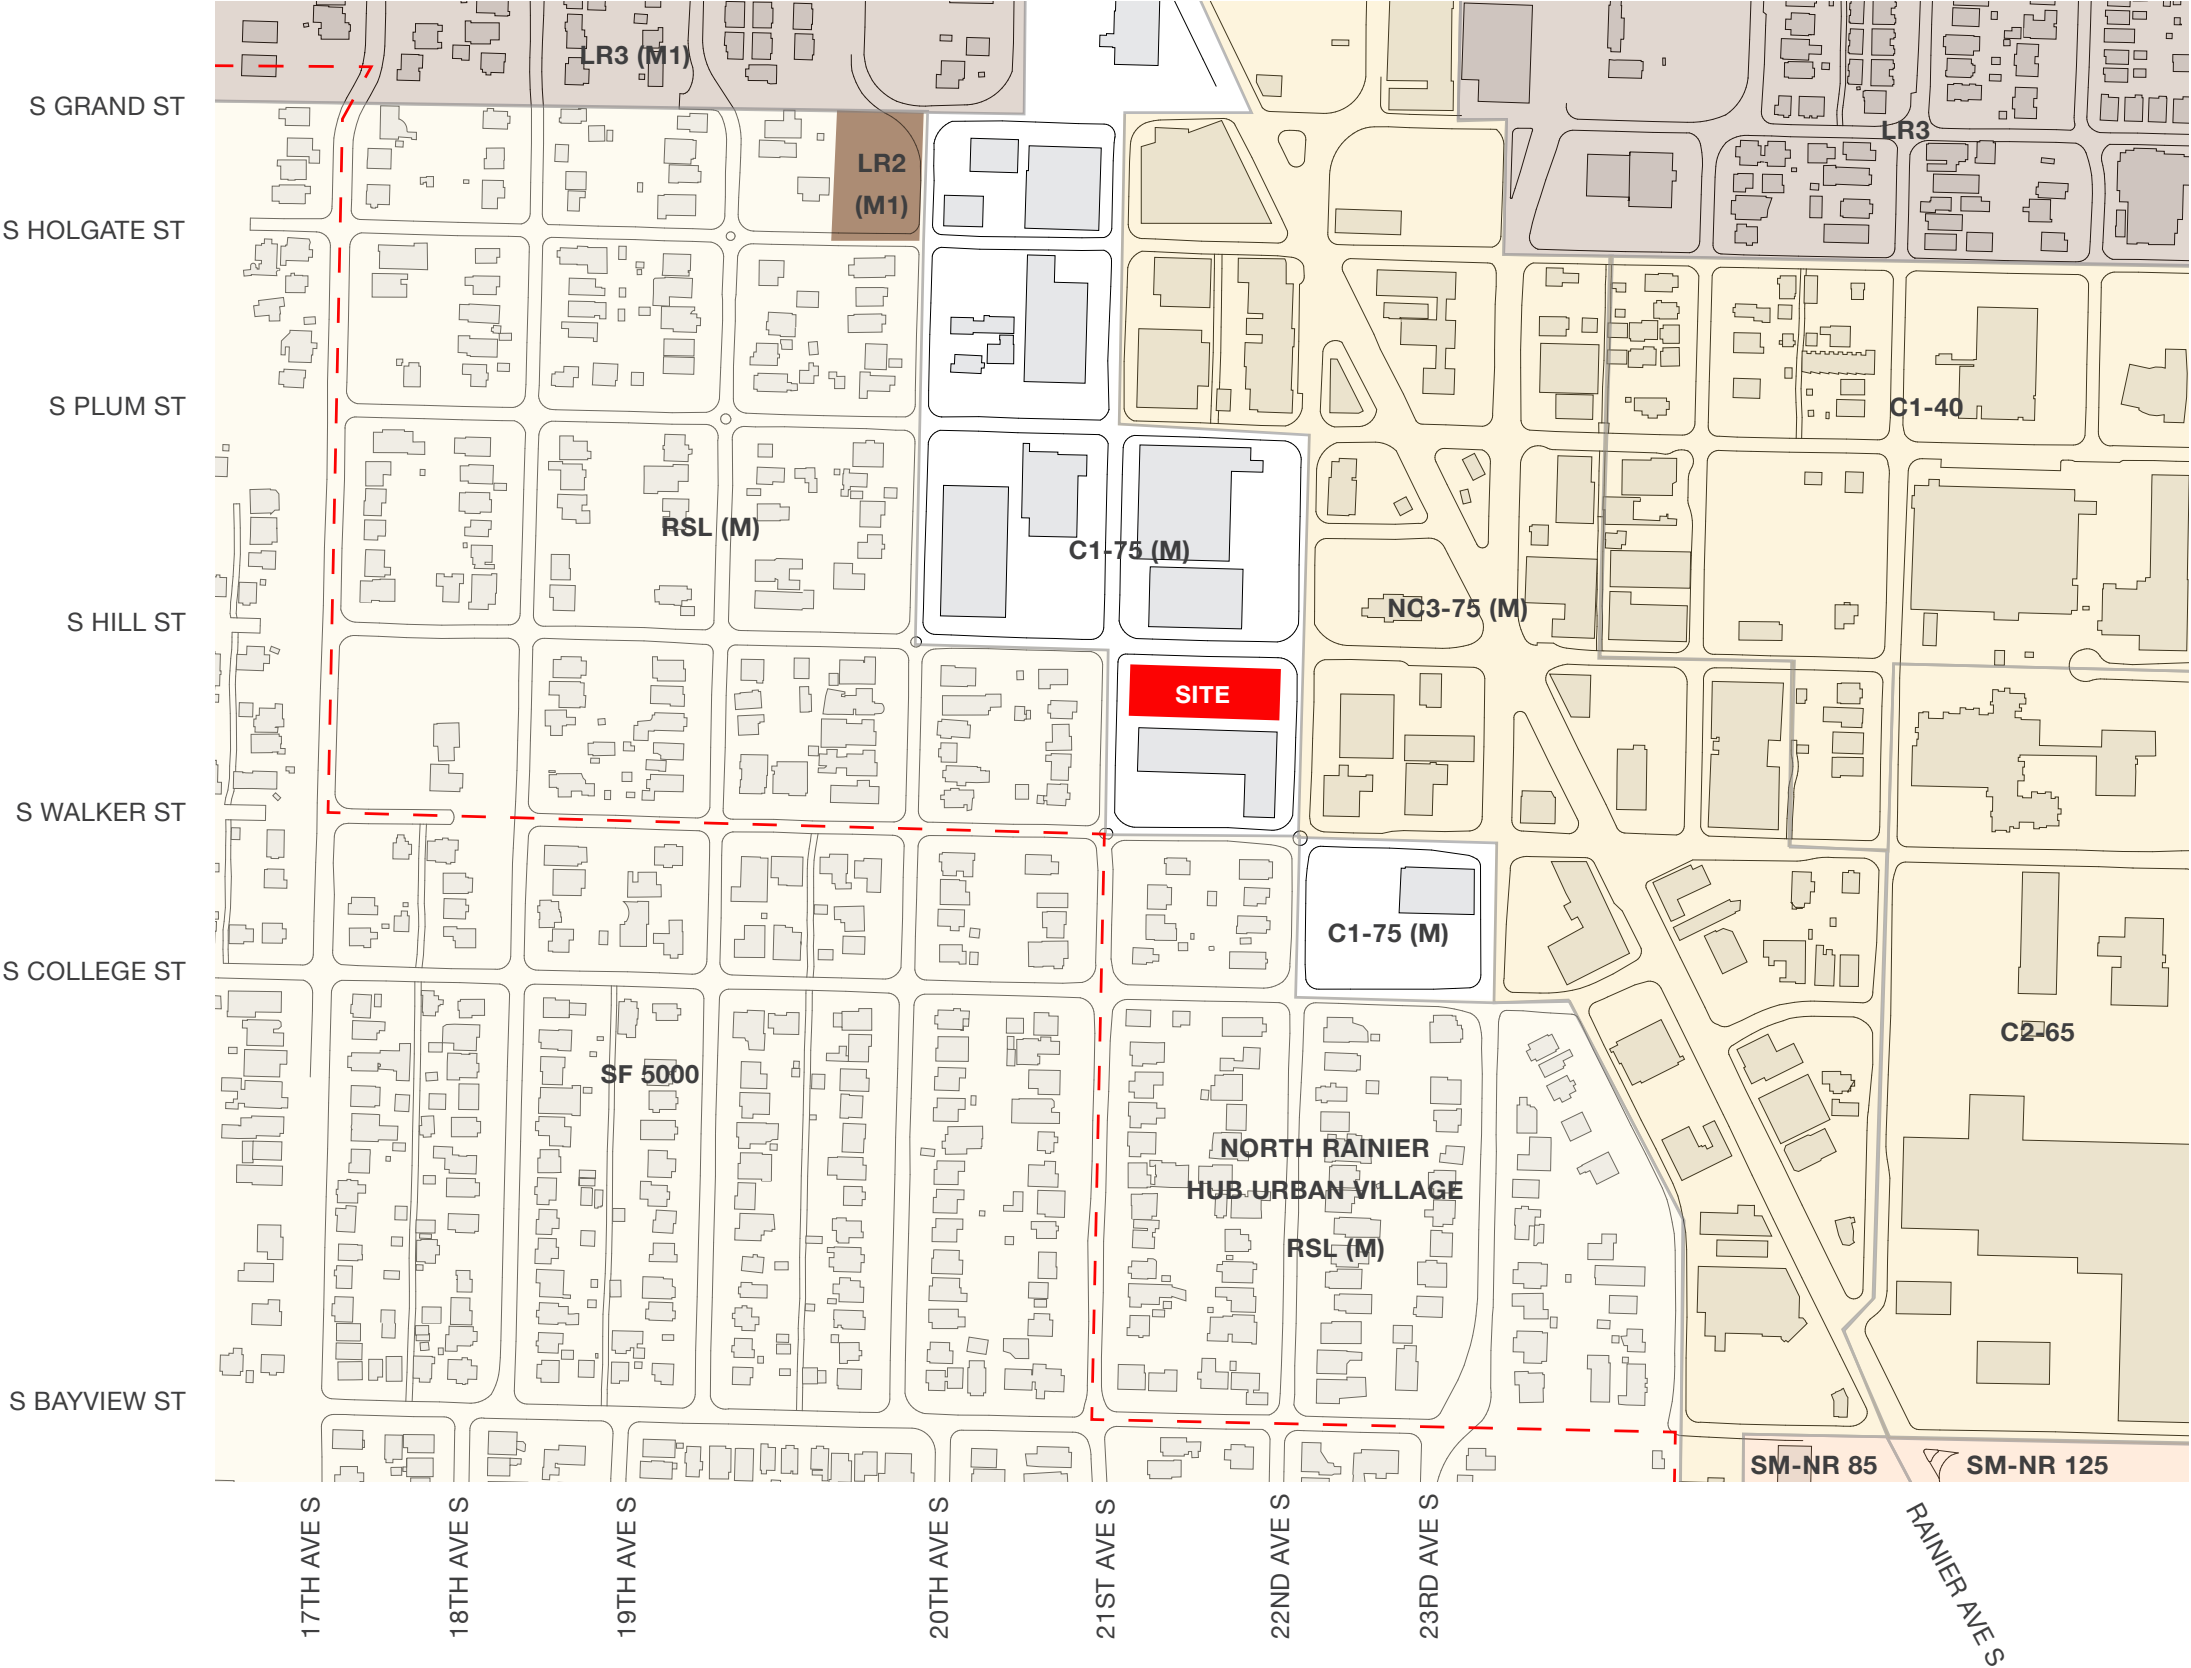 LR3 (M1)
S GRAND ST
LR3
LR2
(M1)
S HOLGATE ST
S PLUM ST
C1-40
RSL (M)
C1-75 (M)
S HILL ST
NC3-75 (M)
SITE
S WALKER ST
C1-75 (M)
S COLLEGE ST
C2-65
SF 5000
NORTH RAINIER
HUB URBAN VILLAGE
RSL (M)
S BAYVIEW ST
SM-NR 85
SM-NR 125
17TH AVE S
18TH AVE S
19TH AVE S
20TH AVE S
21ST AVE S
22ND AVE S
23RD AVE S
RAINIER AVE S